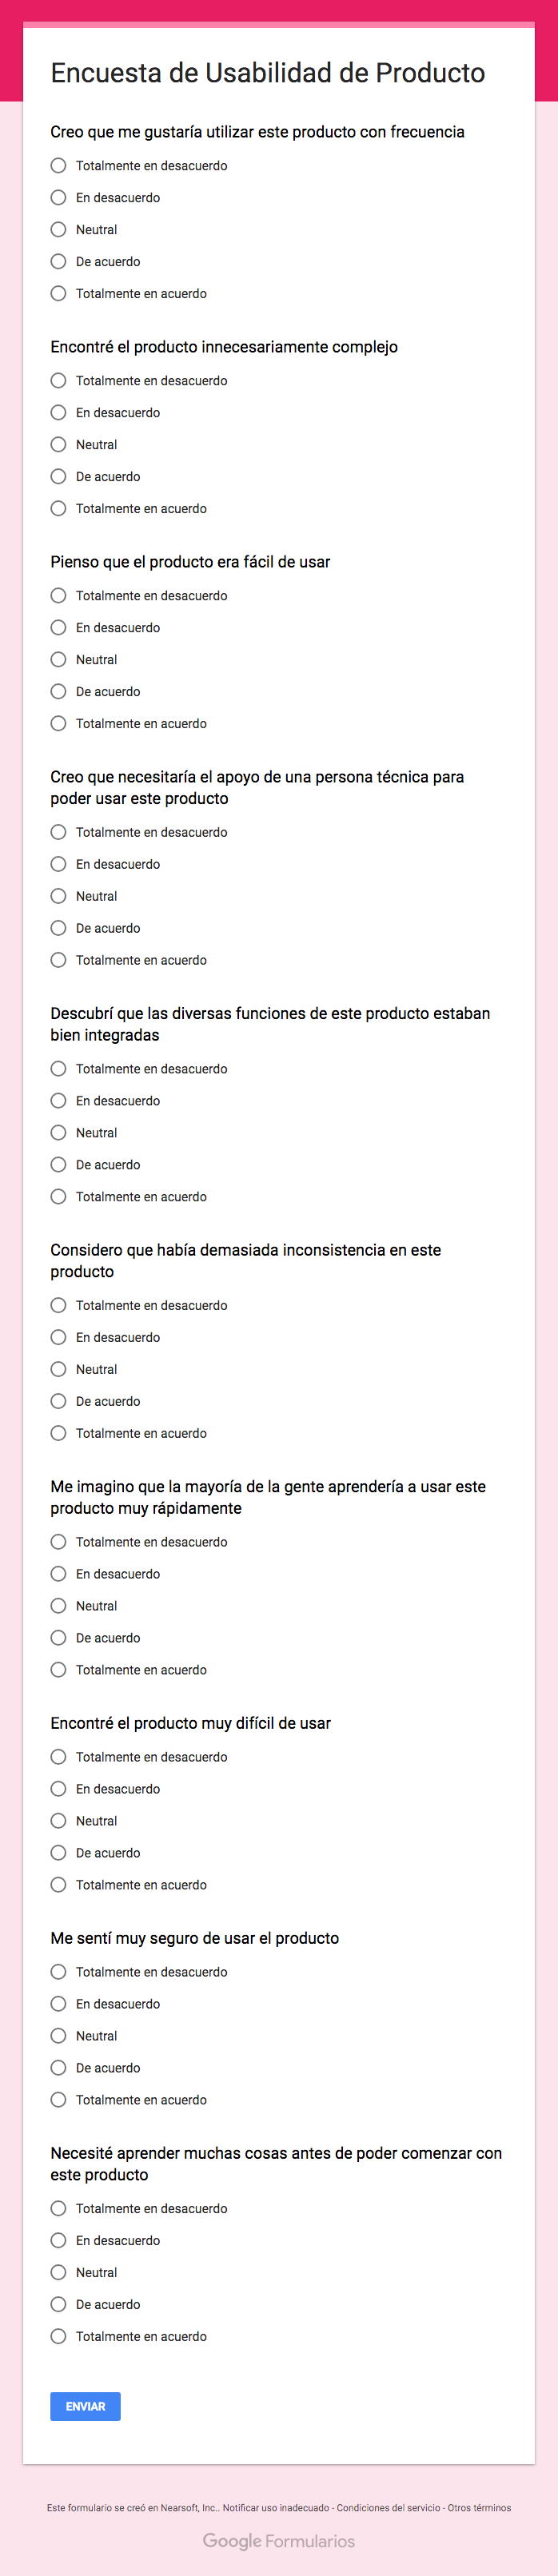 Encuesta de Usabilidad de Producto
Creo que me gustaría utilizar este producto con frecuencia
Totalmente en desacuerdo
En desacuerdo
Neutral
De acuerdo
Totalmente en acuerdo
Encontré el producto innecesariamente complejo
Totalmente en desacuerdo
En desacuerdo
Neutral
De acuerdo
Totalmente en acuerdo
Pienso que el producto era fácil de usar
Totalmente en desacuerdo
En desacuerdo
Neutral
De acuerdo
Totalmente en acuerdo
Creo que necesitaría el apoyo de una persona técnica para
poder usar este producto
Totalmente en desacuerdo
En desacuerdo
Neutral
De acuerdo
Totalmente en acuerdo
Descubrí que las diversas funciones de este producto estaban
bien integradas
Totalmente en desacuerdo
En desacuerdo
Neutral
De acuerdo
Totalmente en acuerdo
Considero que había demasiada inconsistencia en este
producto
Totalmente en desacuerdo
En desacuerdo
Neutral
De acuerdo
Totalmente en acuerdo
Me imagino que la mayoría de la gente aprendería a usar este
producto muy rápidamente
Totalmente en desacuerdo
En desacuerdo
Neutral
De acuerdo
Totalmente en acuerdo
Encontré el producto muy difícil de usar
Totalmente en desacuerdo
En desacuerdo
Neutral
De acuerdo
Totalmente en acuerdo
Me sentí muy seguro de usar el producto
Totalmente en desacuerdo
En desacuerdo
Neutral
De acuerdo
Totalmente en acuerdo
Necesité aprender muchas cosas antes de poder comenzar con
este producto
Totalmente en desacuerdo
En desacuerdo
Neutral
De acuerdo
Totalmente en acuerdo
ENVIAR
Este formulario se creó en Nearsoft, Inc.. Notificar uso inadecuado - Condiciones del servicio - Otros términos
Google Formularios